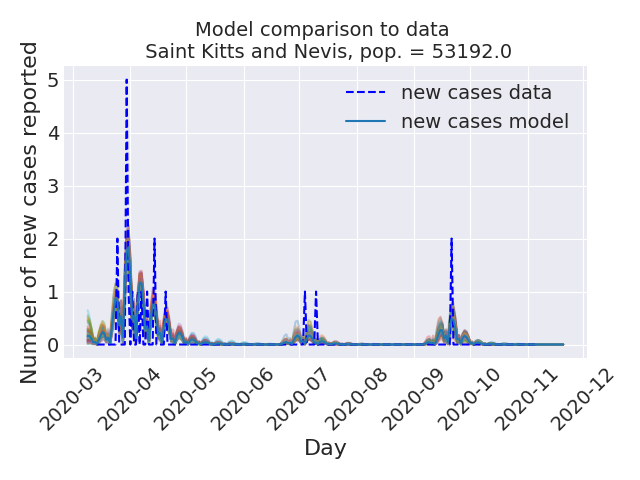 Model comparison to data
Saint Kitts and Nevis, pop. = 53192.0
Number of new cases reported
5
4
3
2
1
0
new cases data
new cases model
2020-03
2020-04
2020-05
2020-06
2020-07
2020-08
2020-09
2020-10
2020-11
2020-12
Day